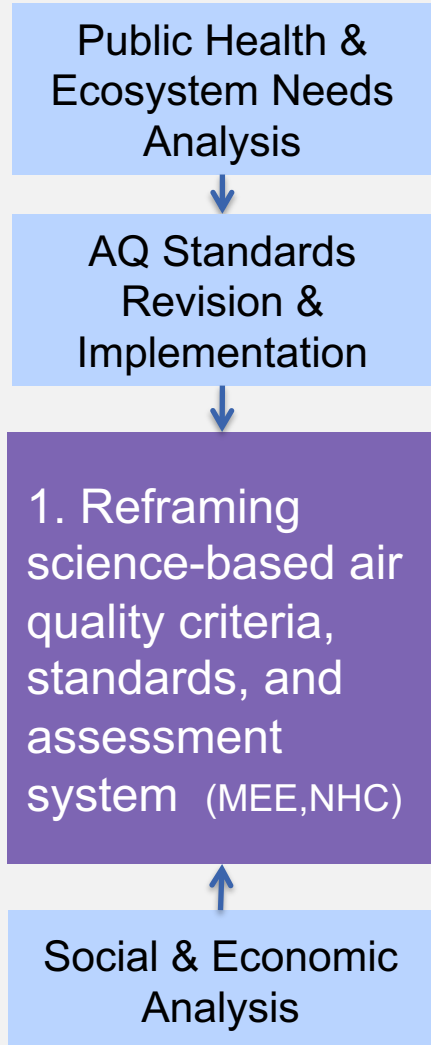 Public Health &
Ecosystem Needs
Analysis
AQ Standards
Revision &
Implementation
1. Reframing
science-based air
quality criteria,
standards, and
assessment
system (MEE,NHC)
Social & Economic
Analysis